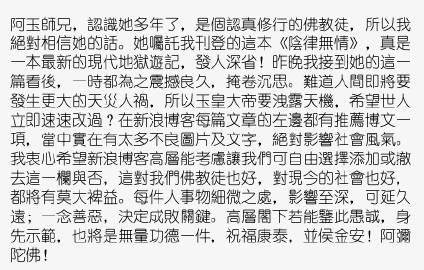 阿玉師兄，認識她多年了，是個認真修行的佛教徒，所以我
絕對相信她的話。她囑託我刊登的這本《陰律無情》，真是
一本最新的現代地獄遊記，發人深省！昨晚我接到她的這一
篇看後，一時都為之震撼良久，掩卷沉思。難道人間即將要
發生更大的天災人禍，所以玉皇大帝要洩露天機，希望世人
立即速速改過？在新浪博客每篇文章的左邊都有推薦博文一
項，當中實在有太多不良圖片及文字，絕對影響社會風氣。
我衷心希望新浪博客高層能考慮讓我們可自由選擇添加或撤
去這一欄與否，這對我們佛教徒也好，對現今的社會也好，
都將有莫大裨益。每件人事物細微之處，影響至深，可延久
遠；一念善惡，決定成敗關鍵。高層閣下若能鑒此愚誠，身
先示範，也將是無量功德一件，祝福康泰，並侯金安！阿彌
陀佛！